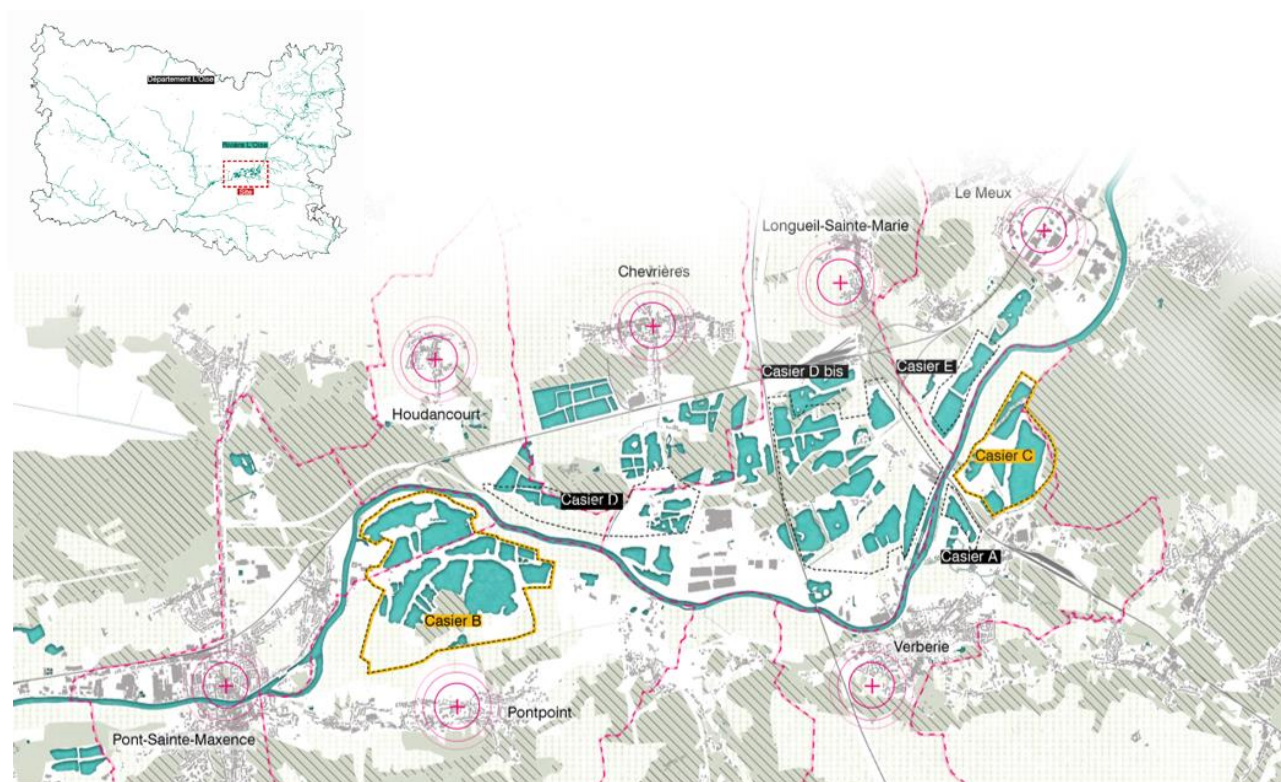 Département L'Oise
Rivière L'Oise
Site
Le Meux
Longueil-Sainte-Marie
Chevrières
Houdancourt
Casier D bis
Casier E
Casier C
Casier D
Casier A
Casier B
Verberie
Pontpoint
Pont-Sainte-Maxence